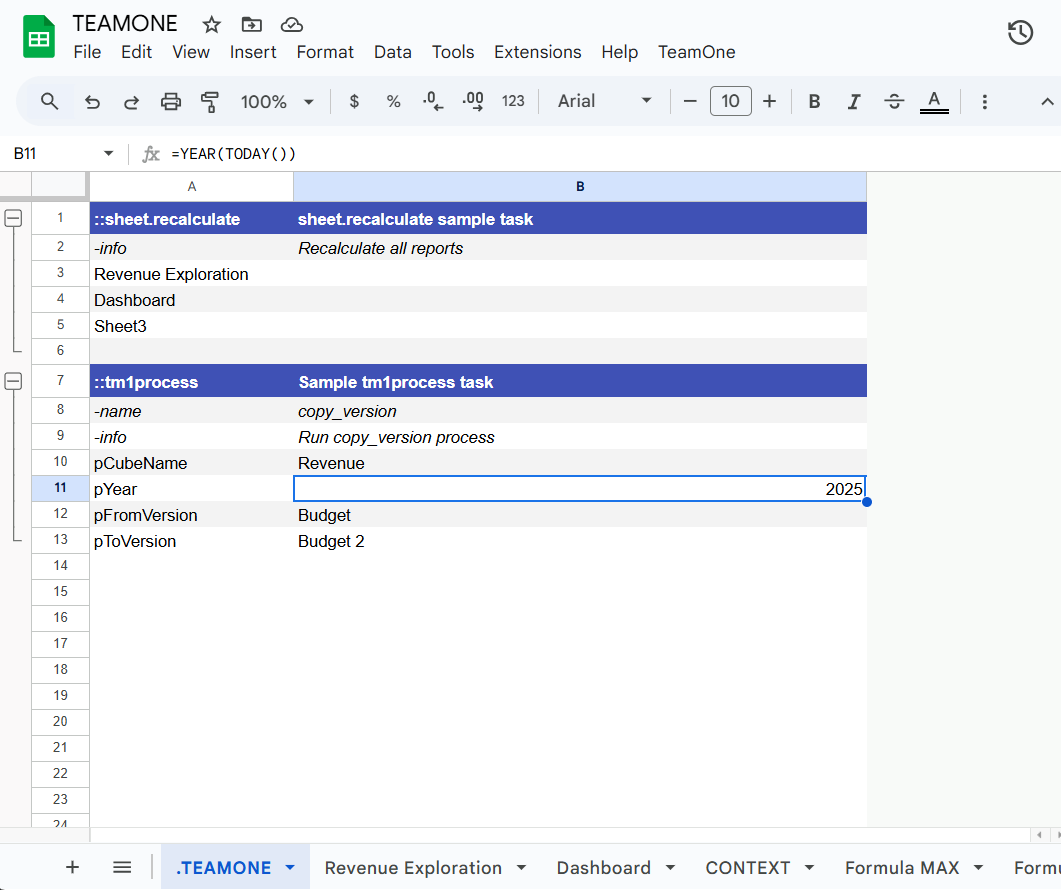 TEAMONE
File Edit View Insert Format Data Tools Extensions Help TeamOne
100% $ % .0 .00 123 Arial 10 B I S A
B11 fx =YEAR(TODAY())
A B
1 ::sheet.recalculate sheet.recalculate sample task
2 -info Recalculate all reports
3 Revenue Exploration
4 Dashboard
5 Sheet3
6
7 ::tm1process Sample tm1process task
8 -name copy_version
9 -info Run copy_version process
10 pCubeName Revenue
11 pYear 2025
12 pFromVersion Budget
13 pToVersion Budget 2
14
15
16
17
18
19
20
21
22
23
24
.TEAMONE Revenue Exploration Dashboard CONTEXT Formula MAX Form